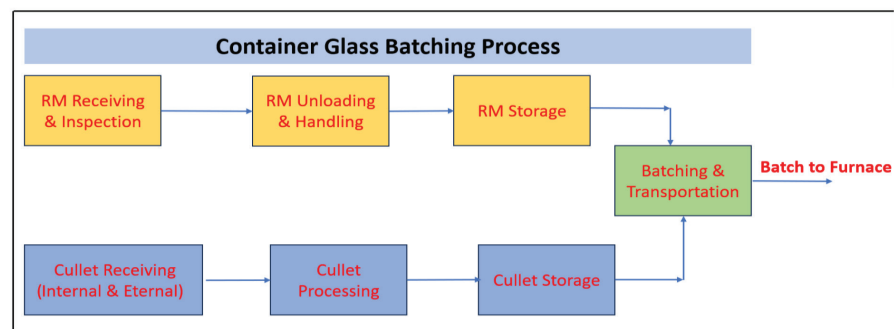 Container Glass Batching Process
RM Receiving
& Inspection
RM Unloading
& Handling
RM Storage
Batching &
Transportation
Batch to Furnace
Cullet Receiving
(Internal & Eternal)
Cullet
Processing
Cullet Storage